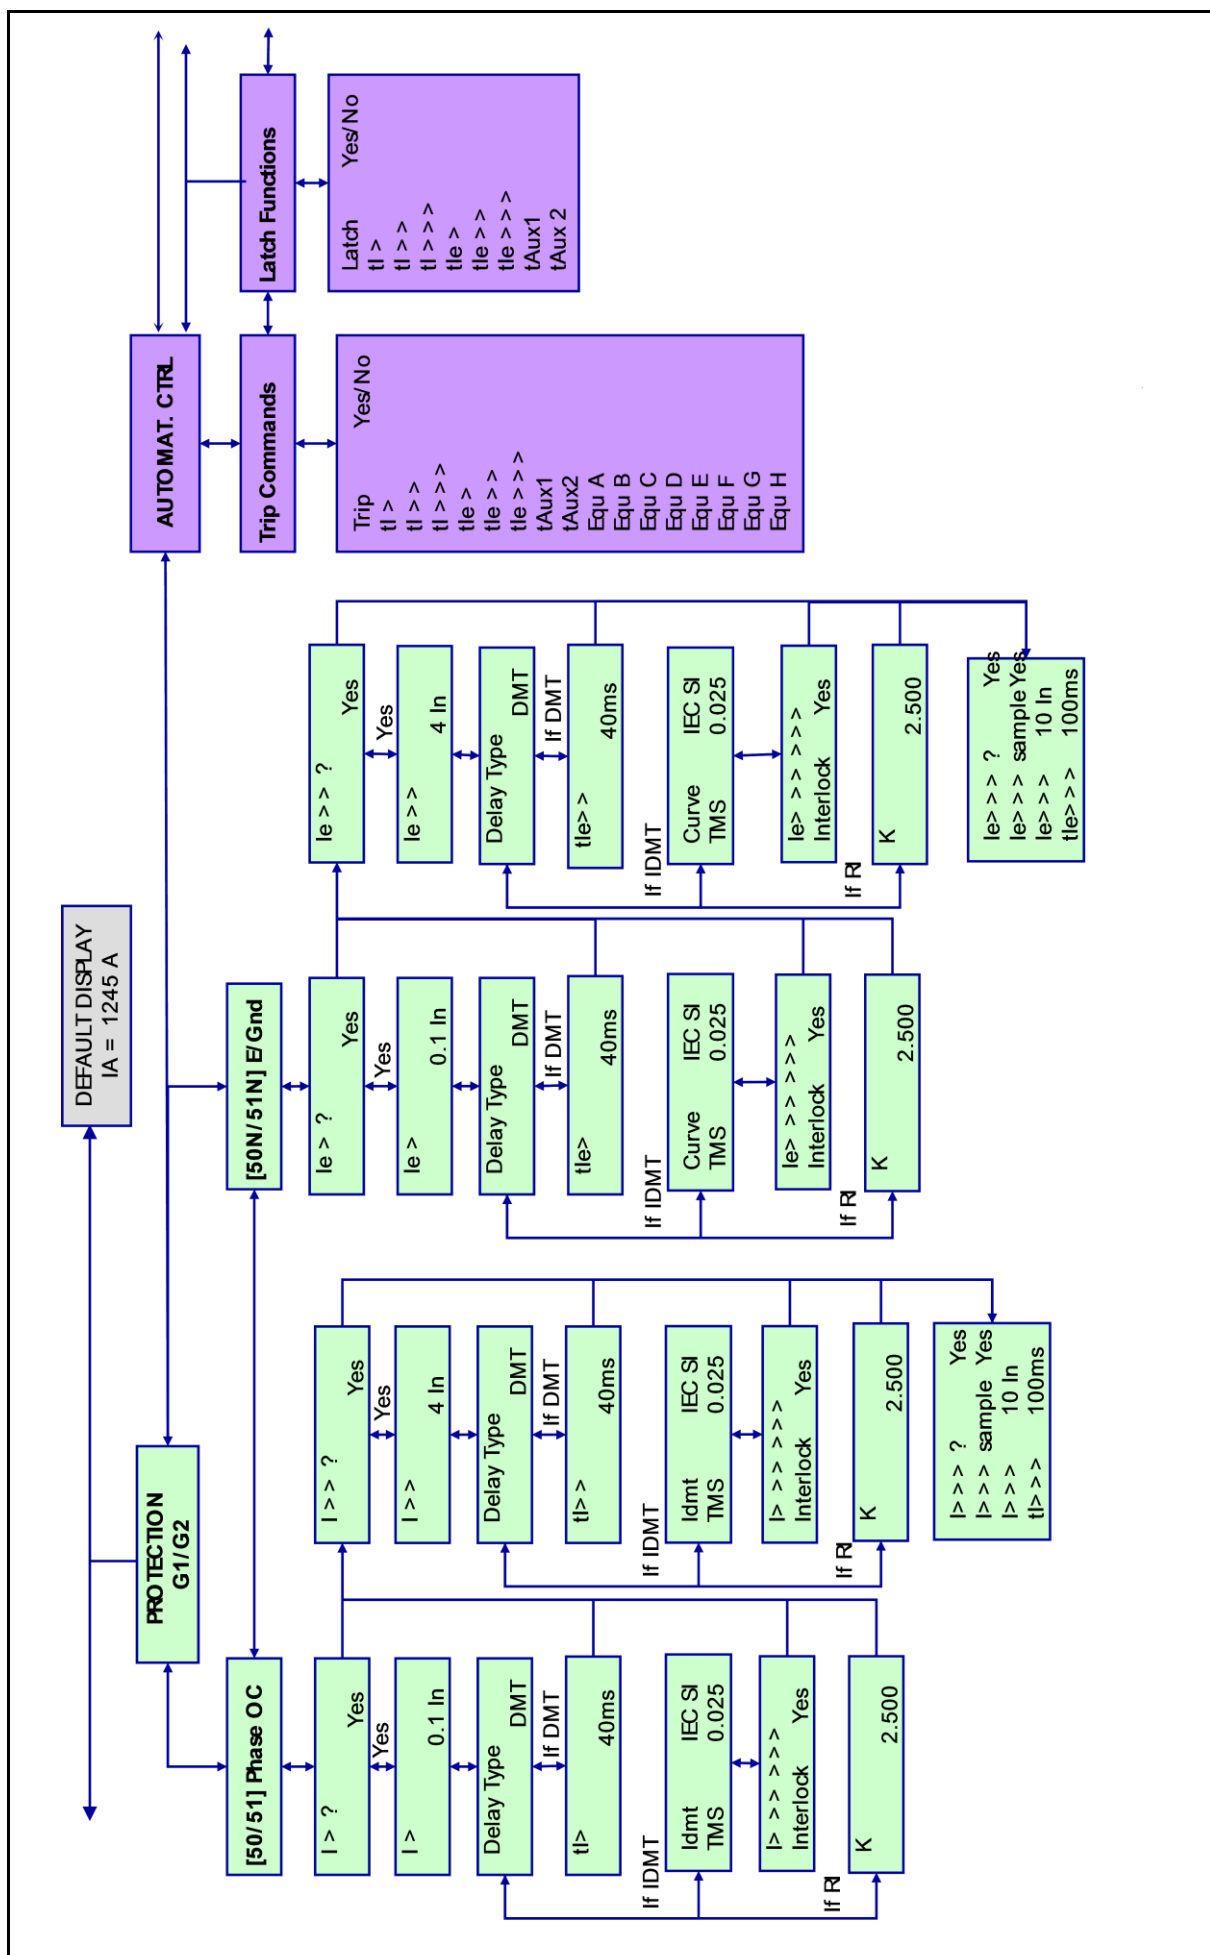 DEFAULT DISPLAY
IA = 1245 A
PROTECTION
G1/G2
AUTOMAT. CTRL
[50/51] Phase OC
[50N/51N] E/Gnd
Trip Commands
Latch Functions
I > ? Yes
Yes
I > 0.1 In
Delay Type
DMT
If DMT
tI> 40ms
If IDMT
Idmt IEC SI
TMS 0.025
I> >> >> >>
Interlock Yes
If RI
K
2.500
I >> ? Yes
Yes
I >> 4 In
Delay Type
DMT
If DMT
tI> > 40ms
If IDMT
Idmt IEC SI
TMS 0.025
I> >> >> >>
Interlock Yes
If RI
K
2.500
I> > > ? Yes
I> > > sample Yes
I> > > 10 In
tI> > > 100ms
Ie > ? Yes
Yes
Ie > 0.1 In
Delay Type
DMT
If DMT
tIe> 40ms
If IDMT
Curve IEC SI
TMS 0.025
Ie> >> >> >>
Interlock Yes
If RI
K
2.500
Ie >> ? Yes
Yes
Ie >> 4 In
Delay Type
DMT
If DMT
tIe> > 40ms
If IDMT
Curve IEC SI
TMS 0.025
Ie> >> >> >>
Interlock Yes
If RI
K
2.500
Ie> > > ? Yes
Ie> > > sample Yes
Ie> > > 10 In
tIe> > > 100ms
Trip Yes/No
tI >
tI > >
tI > > >
tIe >
tIe > >
tIe > > >
tAux1
tAux2
Equ A
Equ B
Equ C
Equ D
Equ E
Equ F
Equ G
Equ H
Latch Yes/No
tI >
tI > >
tI > > >
tIe >
tIe > >
tIe > > >
tAux1
tAux 2